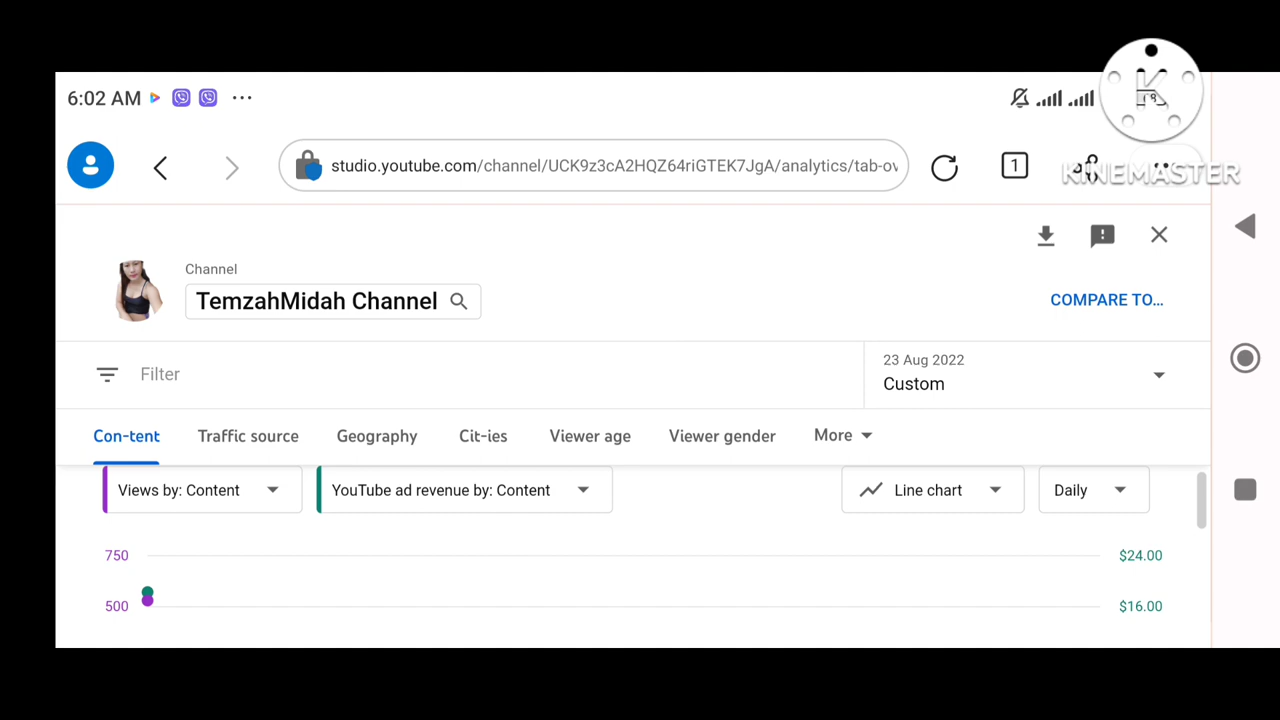 6:02 AM ...
KINEMASTER
studio.youtube.com/channel/UCK9z3cA2HQZ64riGTEK7JgA/analytics/tab-ov
1
Channel
TemzahMidah Channel
COMPARE TO...
Filter
23 Aug 2022
Custom
Con-tent Traffic source Geography Cit-ies Viewer age Viewer gender More
Views by: Content YouTube ad revenue by: Content Line chart Daily
750 $24.00
500 $16.00